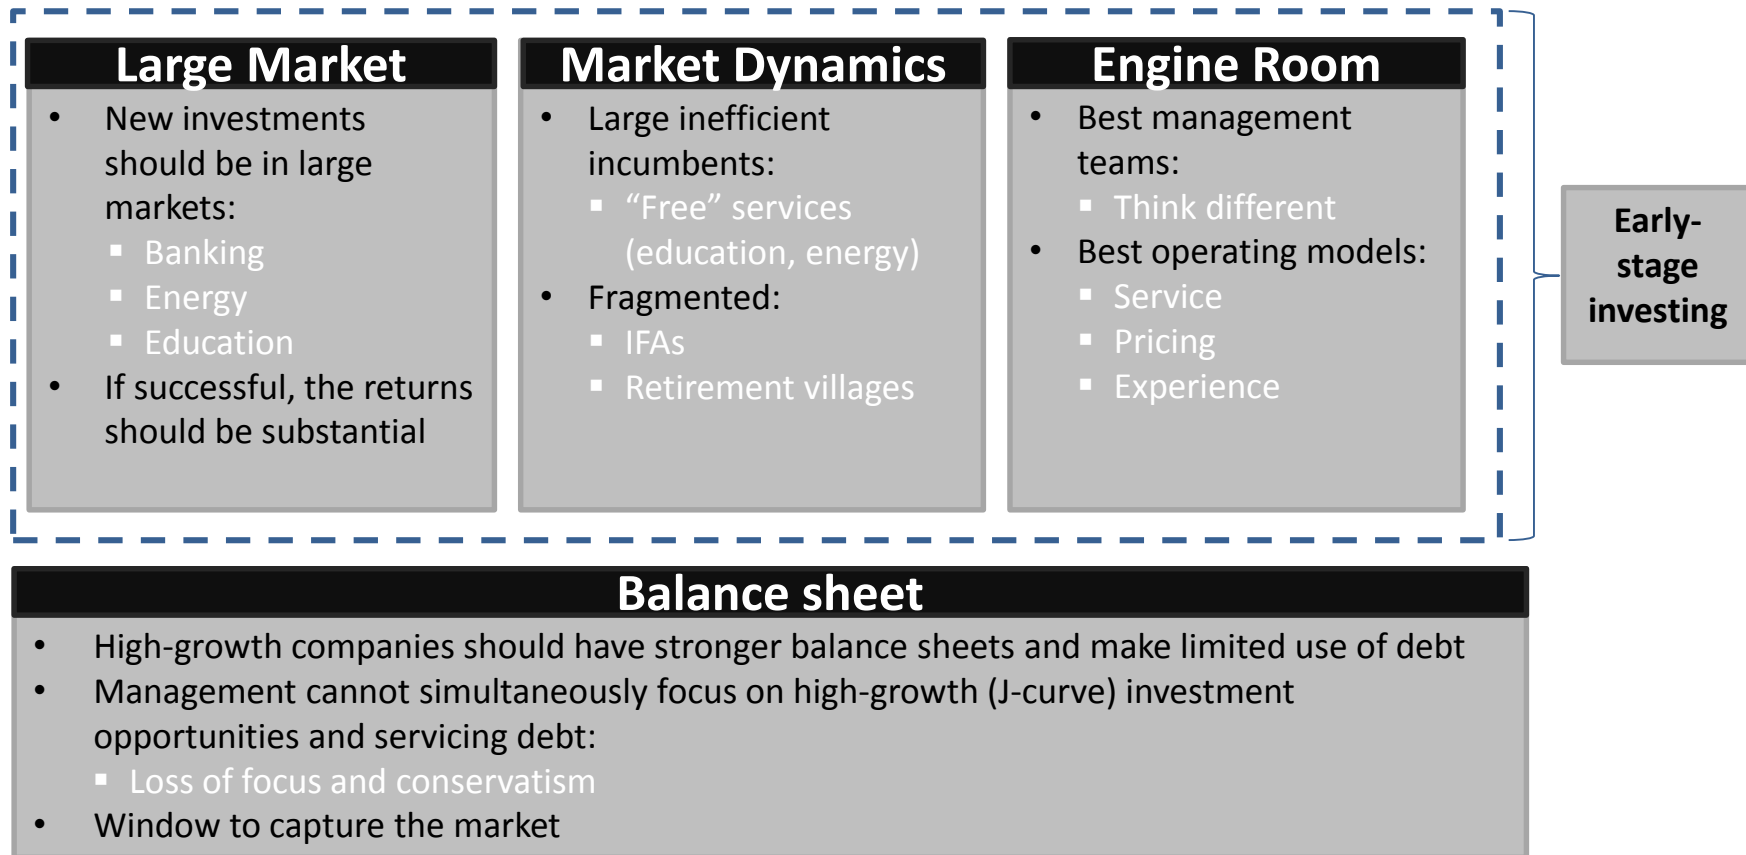 Large Market
• New investments
should be in large
markets:
▪ Banking
▪ Energy
▪ Education
• If successful, the returns
should be substantial
Market Dynamics
• Large inefficient
incumbents:
▪ “Free” services
(education, energy)
• Fragmented:
▪ IFAs
▪ Retirement villages
Engine Room
• Best management
teams:
▪ Think different
• Best operating models:
▪ Service
▪ Pricing
▪ Experience
Early-
stage
investing
Balance sheet
• High-growth companies should have stronger balance sheets and make limited use of debt
• Management cannot simultaneously focus on high-growth (J-curve) investment
opportunities and servicing debt:
▪ Loss of focus and conservatism
• Window to capture the market